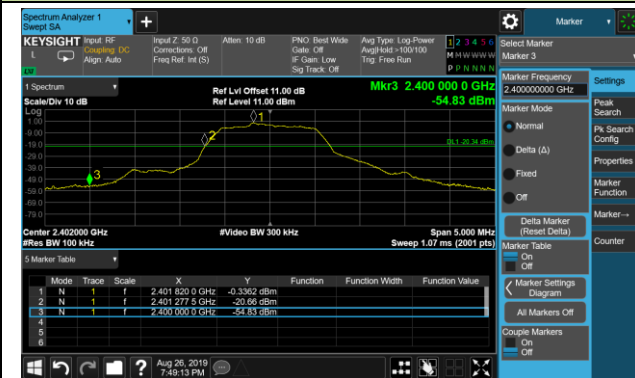 Spectrum Analyzer 1
Swept SA
KEYSIGHT Input: RF
L
Coupling: DC
Align: Auto
Input Z: 50 Ω
Corrections: Off
Freq Ref: Int (S)
Atten: 10 dB
PNO: Best Wide
Gate: Off
IF Gain: Low
Sig Track: Off
Avg Type: Log-Power
Avg|Hold:>100/100
Trig: Free Run
1 2 3 4 5 6
M M W W W W
P P N N N N
1 Spectrum
Scale/Div 10 dB
Log
Ref Lvl Offset 11.00 dB
Ref Level 11.00 dBm
Mkr3 2.400 000 0 GHz
-54.83 dBm
1.00
-9.00
-19.0
-29.0
-39.0
-49.0
-59.0
-69.0
-79.0
1
2
3
DL1 -20.34 dBm
Center 2.402000 GHz
#Res BW 100 kHz
#Video BW 300 kHz
Span 5.000 MHz
Sweep 1.07 ms (2001 pts)
5 Marker Table
Mode Trace Scale X Y Function Function Width Function Value
1 N 1 f 2.401 820 0 GHz -0.3362 dBm
2 N 1 f 2.401 277 5 GHz -20.66 dBm
3 N 1 f 2.400 000 0 GHz -54.83 dBm
4
5
6
Aug 26, 2019
7:49:13 PM
Marker
Select Marker
Marker 3
Marker Frequency
2.400000000 GHz
Marker Mode
Normal
Delta (Δ)
Fixed
Off
Delta Marker
(Reset Delta)
Marker Table
On
Off
Marker Settings
Diagram
All Markers Off
Couple Markers
On
Off
Settings
Peak
Search
Pk Search
Config
Properties
Marker
Function
Marker→
Counter